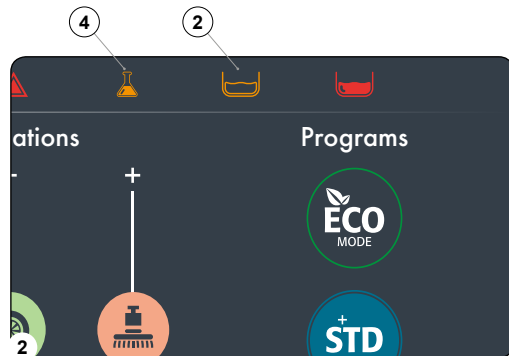 4
2
ations
Programs
-
+
ECO
MODE
+
STD
2